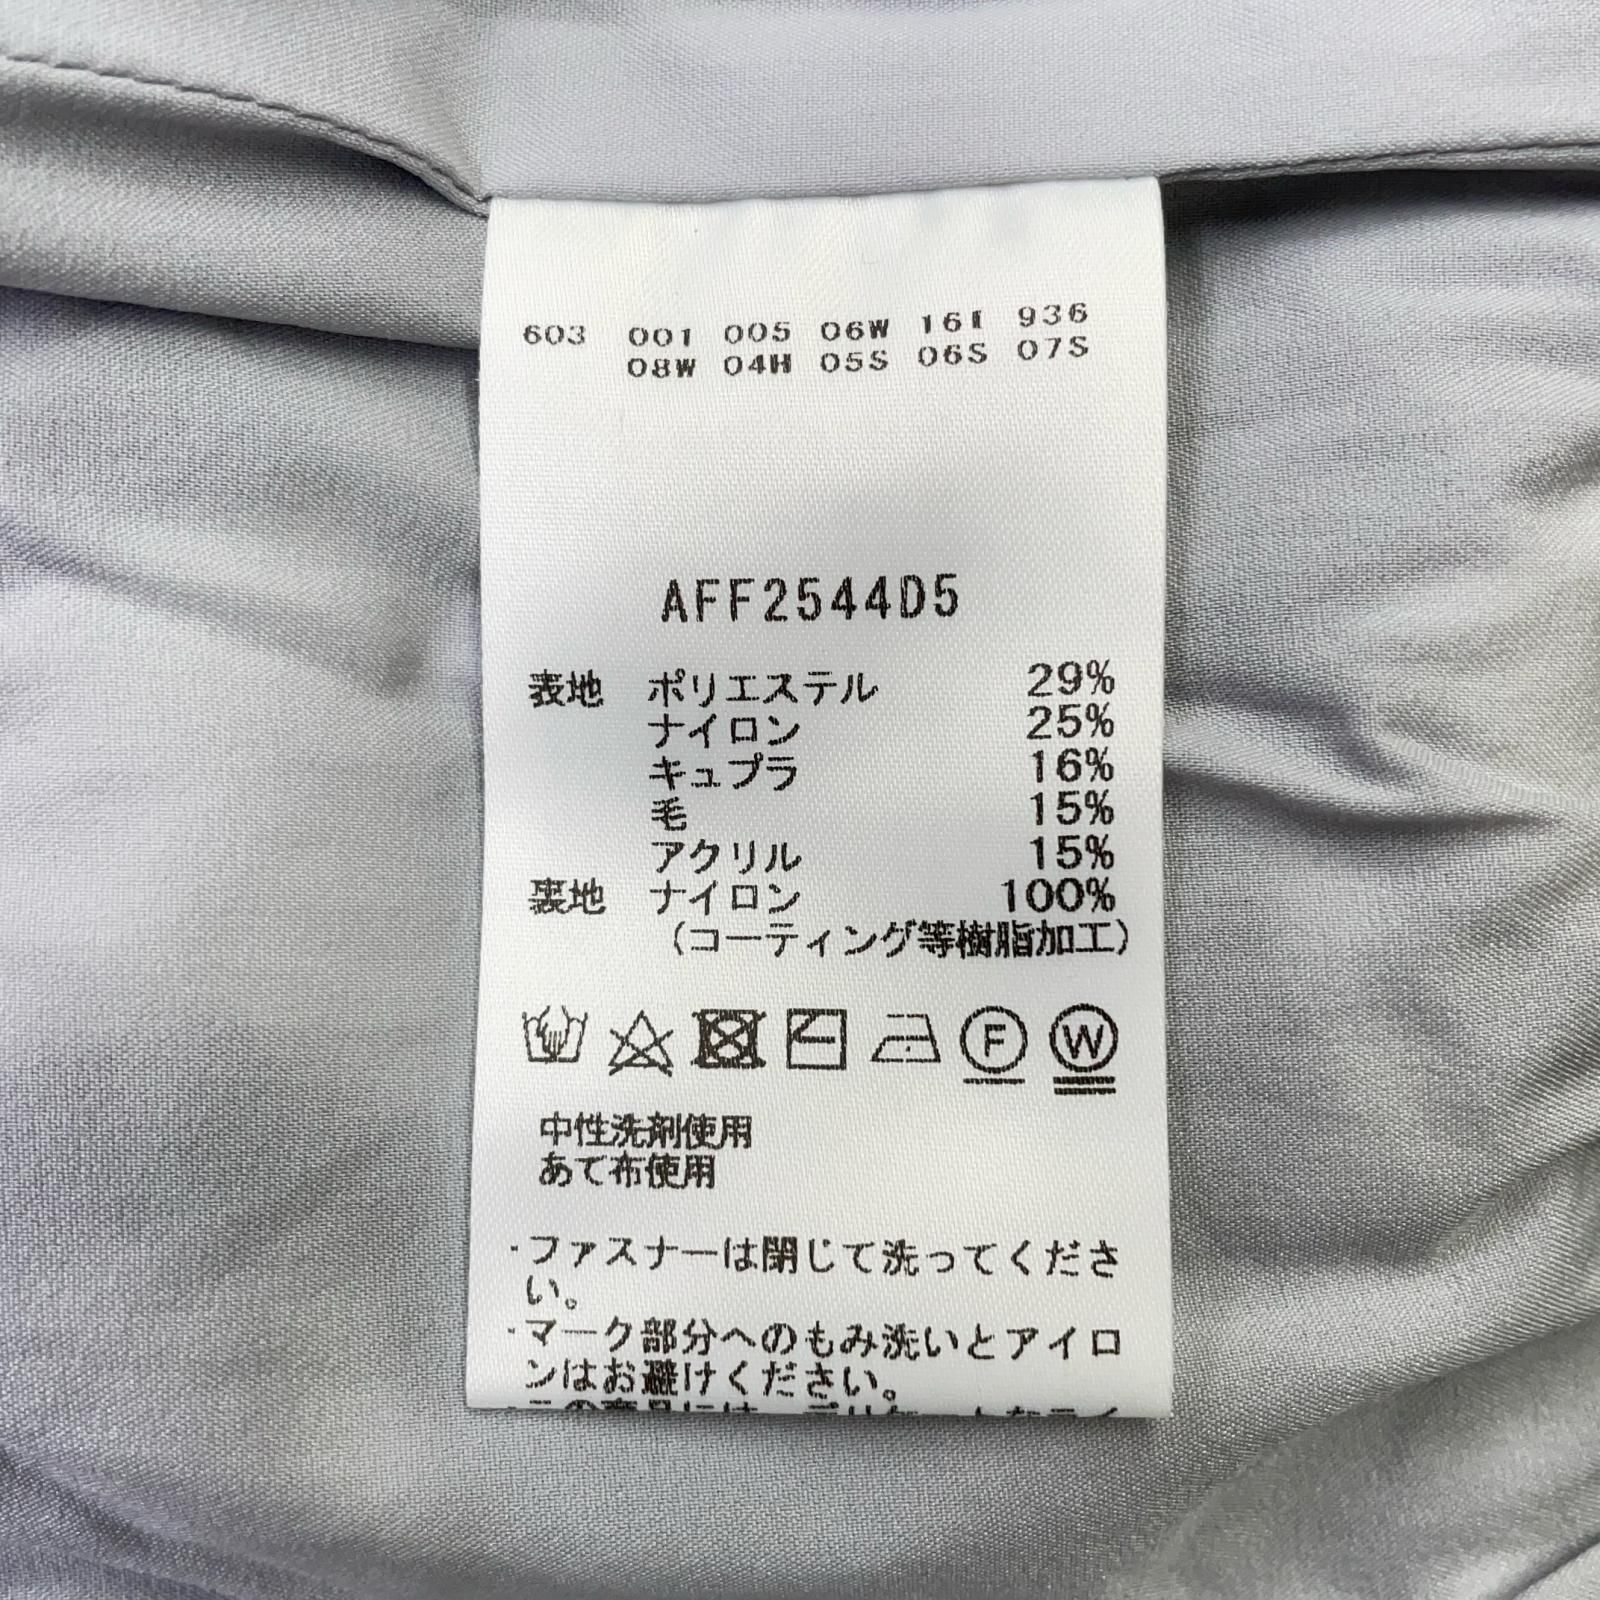 603 001 005 06W 16I 936
08W 04H 05S 06S 07S
AFF2544D5
表地 ポリエステル 29%
ナイロン 25%
キュプラ 16%
毛 15%
アクリル 15%
裏地 ナイロン 100%
(コーティング等樹脂加工)
F W
中性洗剤使用
あて布使用
・ファスナーは閉じて洗ってくださ
い。
・マーク部分へのもみ洗いとアイロ
ンはお避けください。